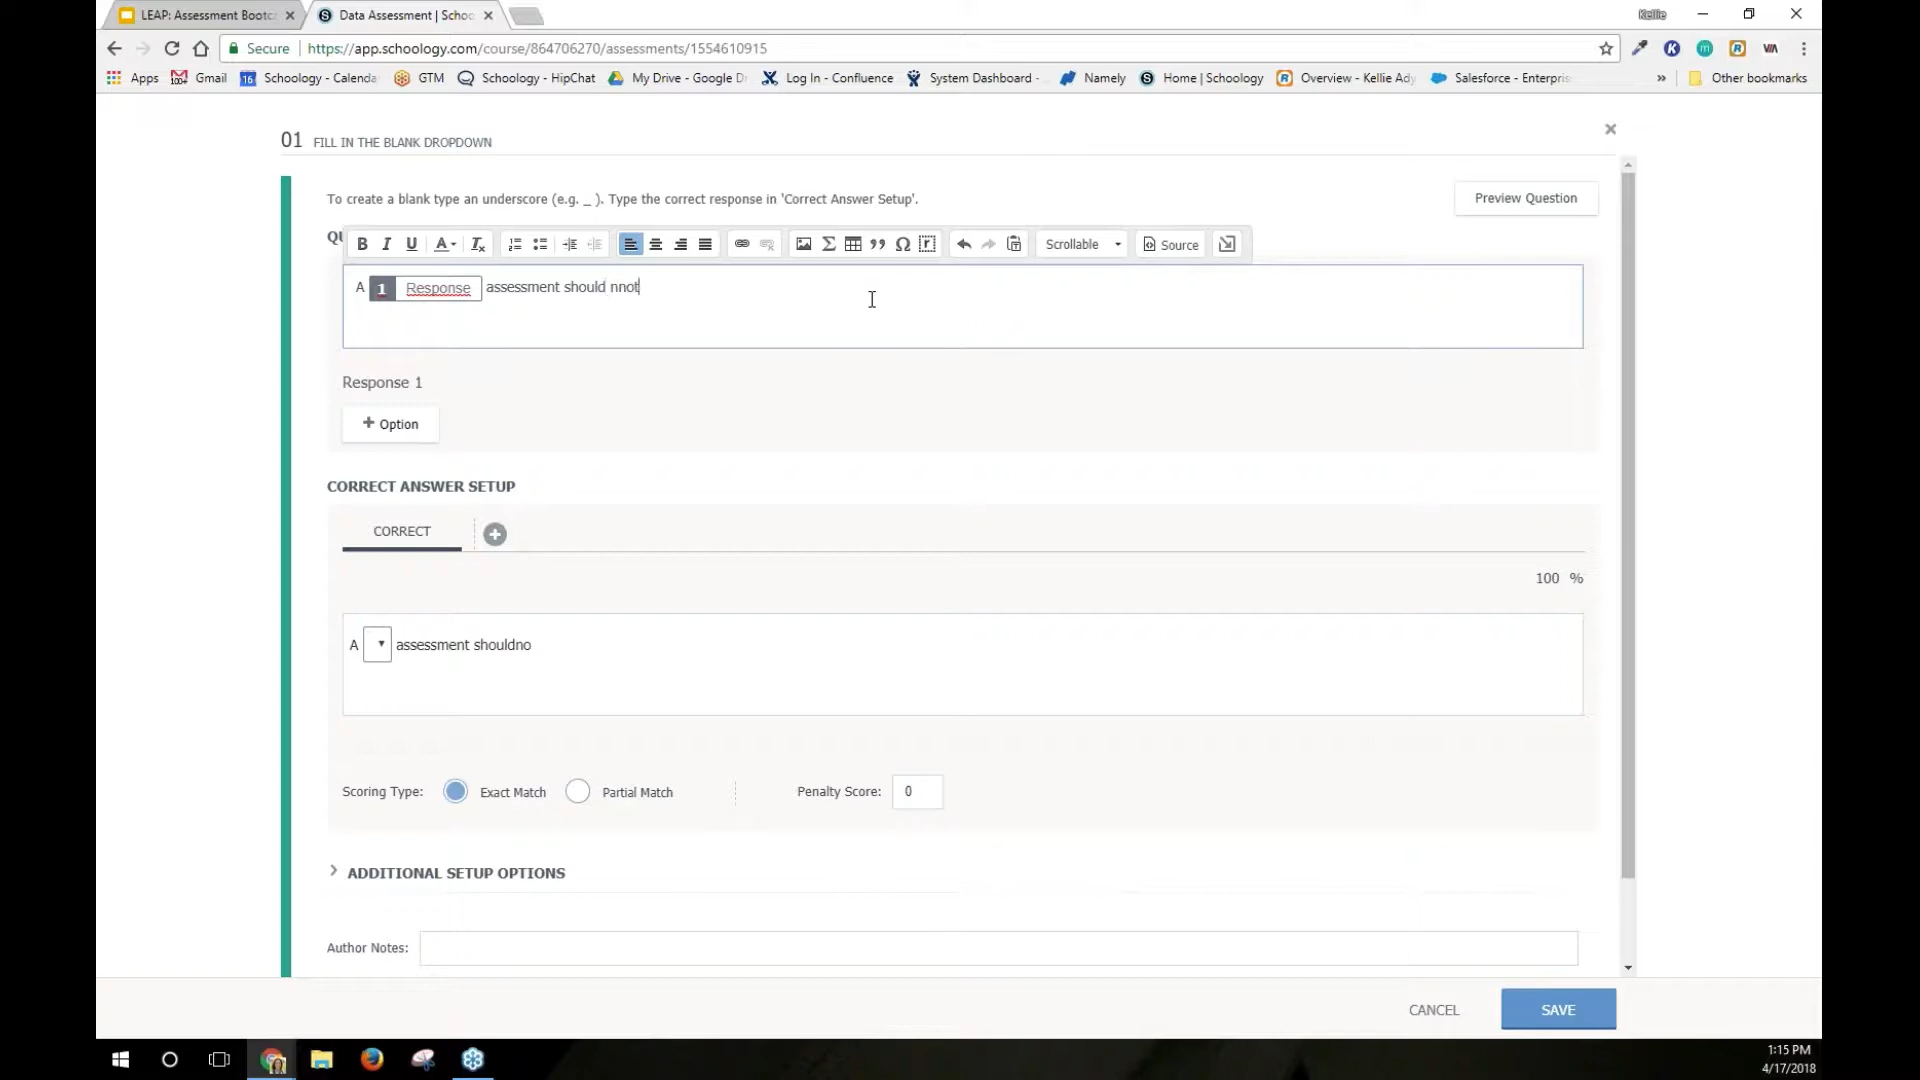 LEAP: Assessment Bootca
Data Assessment | Schoo
Kellie
Secure
https://app.schoology.com/course/864706270/assessments/1554610915
Apps
Gmail
Schoology - Calenda
GTM
Schoology - HipChat
My Drive - Google Dr
Log In - Confluence
System Dashboard -
Namely
Home | Schoology
Overview - Kellie Ady
Salesforce - Enterpris
Other bookmarks
01 FILL IN THE BLANK DROPDOWN
To create a blank type an underscore (e.g. _ ). Type the correct response in 'Correct Answer Setup'.
Preview Question
Scrollable
Source
A 1 Response assessment should nnot
Response 1
+ Option
CORRECT ANSWER SETUP
CORRECT
100 %
A assessment shouldno
Scoring Type:
Exact Match
Partial Match
Penalty Score:
0
ADDITIONAL SETUP OPTIONS
Author Notes:
CANCEL
SAVE
1:15 PM
4/17/2018